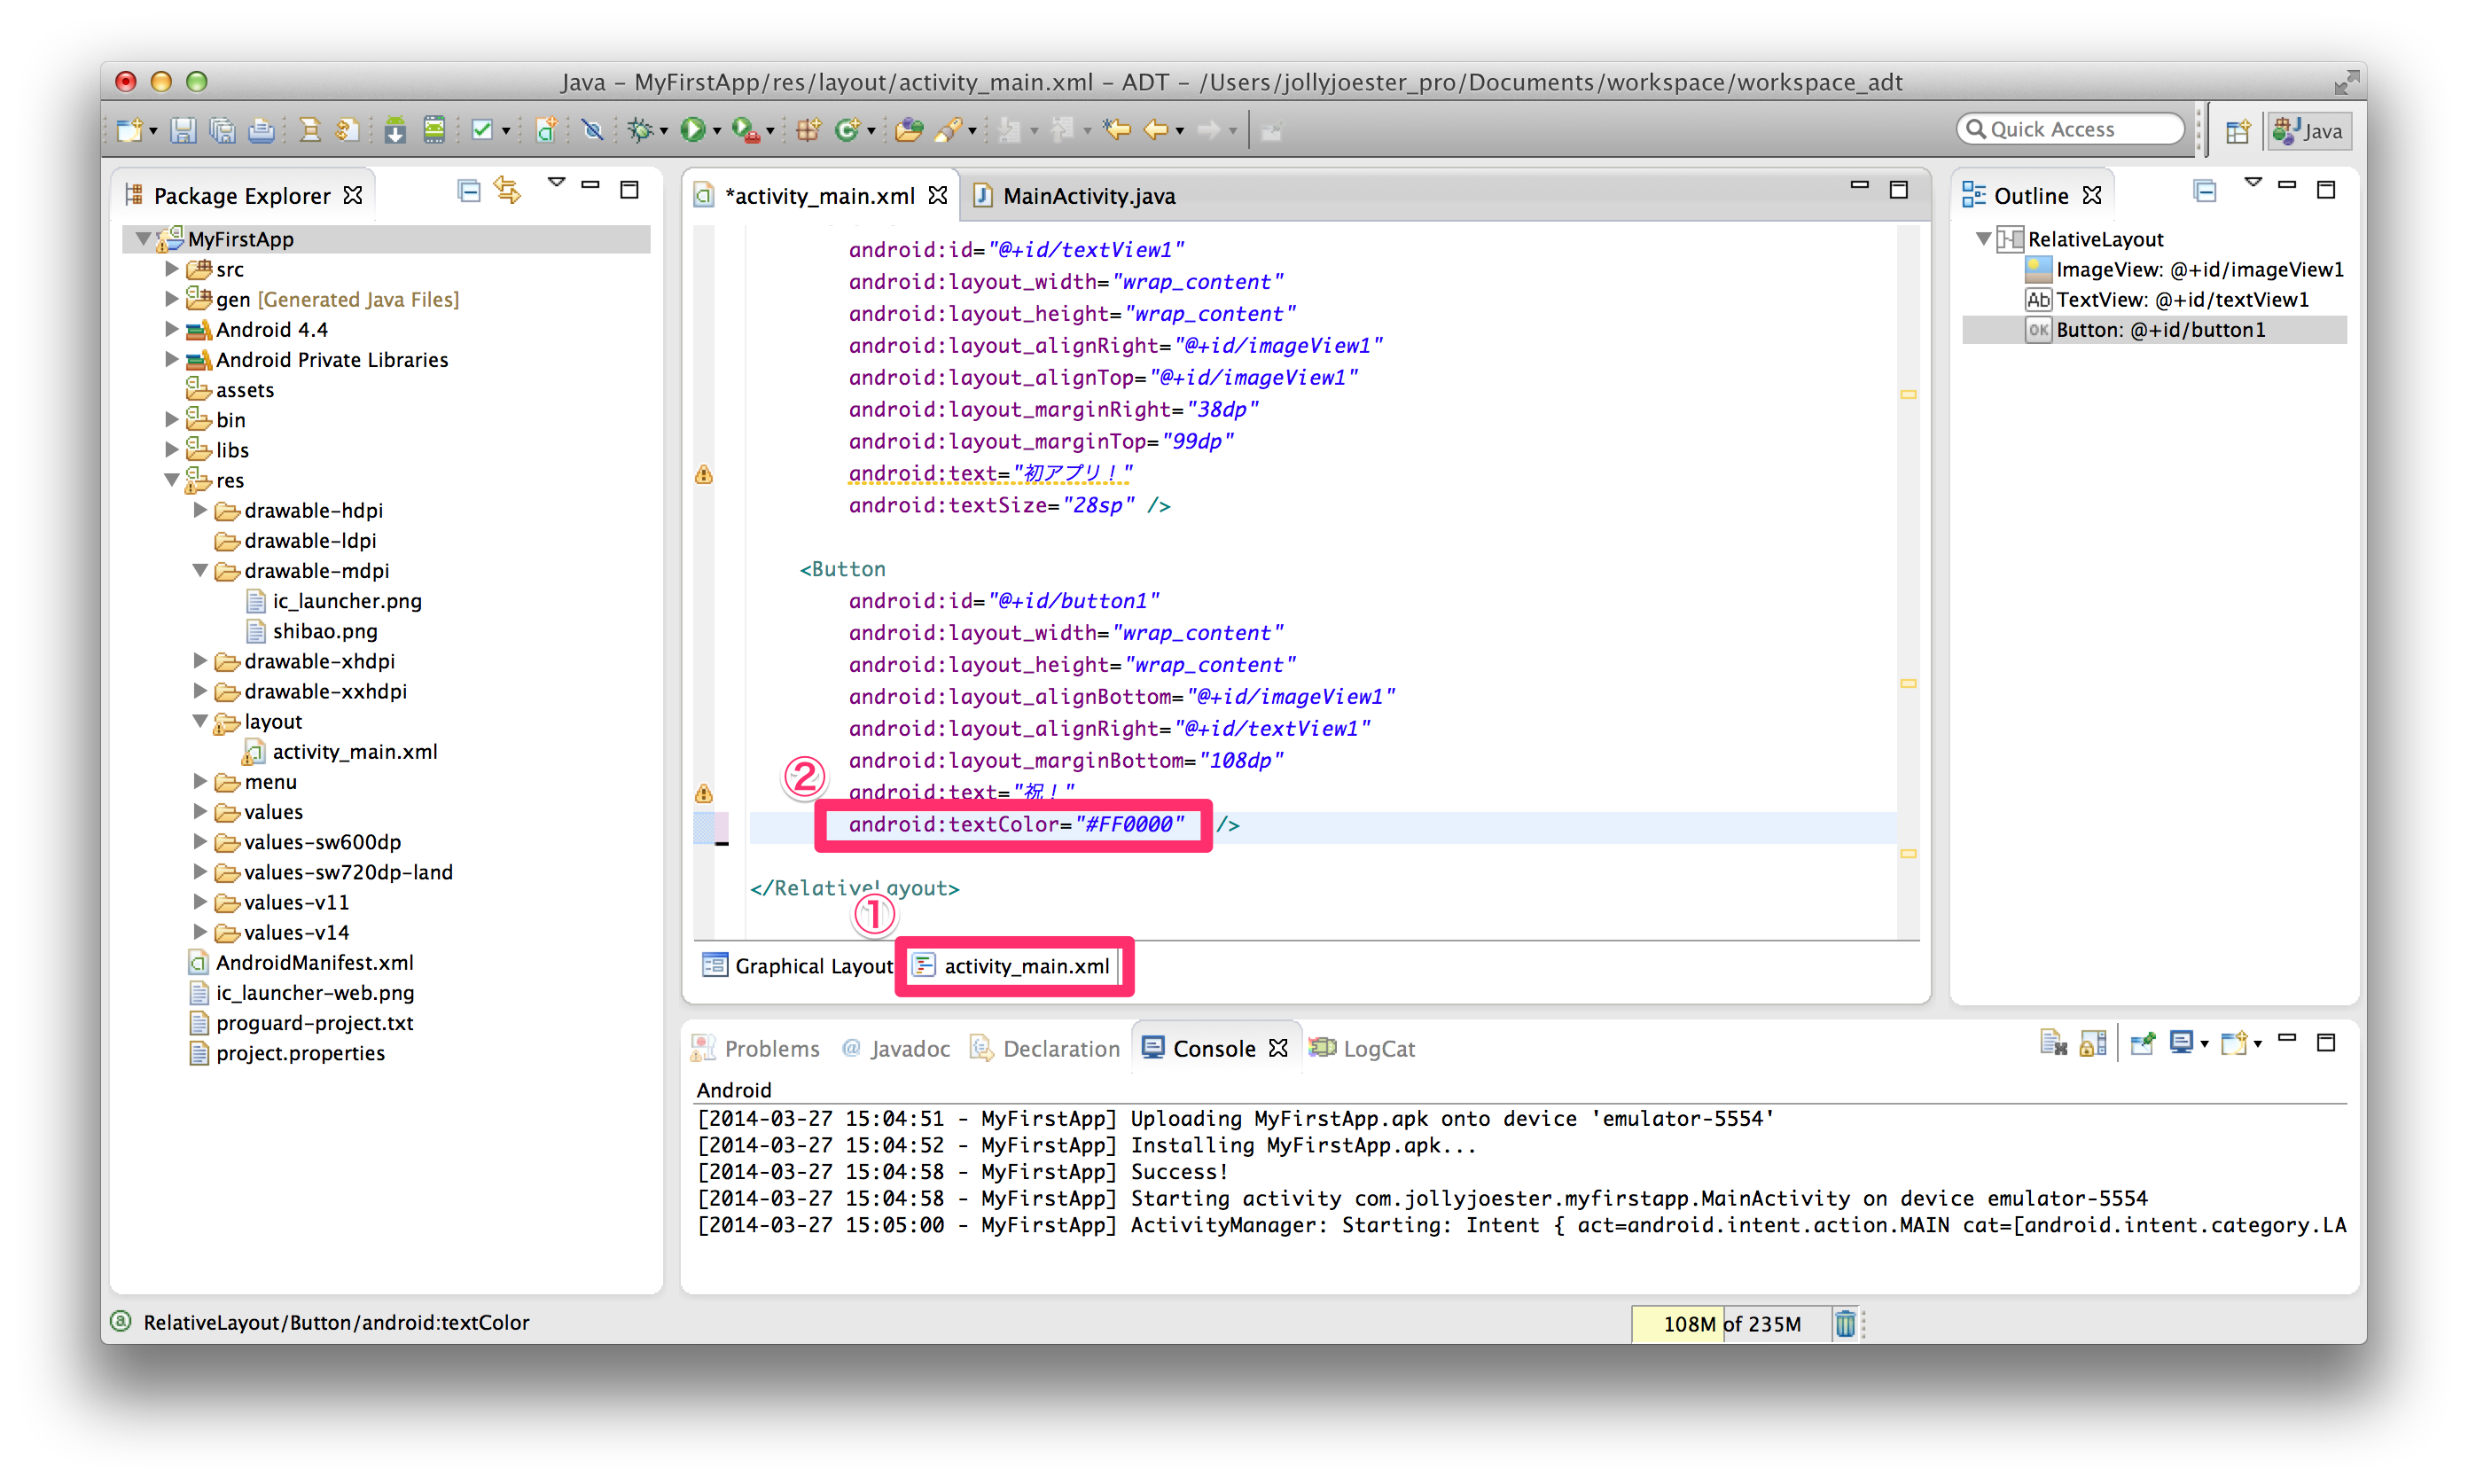 Java – MyFirstApp/res/layout/activity_main.xml – ADT – /Users/jollyjoester_pro/Documents/workspace/workspace_adt
Quick Access
Java
Package Explorer
MyFirstApp
src
gen [Generated Java Files]
Android 4.4
Android Private Libraries
assets
bin
libs
res
drawable-hdpi
drawable-ldpi
drawable-mdpi
ic_launcher.png
shibao.png
drawable-xhdpi
drawable-xxhdpi
layout
activity_main.xml
menu
values
values-sw600dp
values-sw720dp-land
values-v11
values-v14
AndroidManifest.xml
ic_launcher-web.png
proguard-project.txt
project.properties
*activity_main.xml
MainActivity.java
android:id="@+id/textView1"
android:layout_width="wrap_content"
android:layout_height="wrap_content"
android:layout_alignRight="@+id/imageView1"
android:layout_alignTop="@+id/imageView1"
android:layout_marginRight="38dp"
android:layout_marginTop="99dp"
android:text="初アプリ！"
android:textSize="28sp" />
<Button
android:id="@+id/button1"
android:layout_width="wrap_content"
android:layout_height="wrap_content"
android:layout_alignBottom="@+id/imageView1"
android:layout_alignRight="@+id/textView1"
android:layout_marginBottom="108dp"
②
android:text="祝！"
android:textColor="#FF0000" />
</RelativeLayout>
①
Graphical Layout
activity_main.xml
Outline
RelativeLayout
ImageView: @+id/imageView1
Ab TextView: @+id/textView1
OK Button: @+id/button1
Problems
@ Javadoc
Declaration
Console
LogCat
Android
[2014-03-27 15:04:51 - MyFirstApp] Uploading MyFirstApp.apk onto device 'emulator-5554'
[2014-03-27 15:04:52 - MyFirstApp] Installing MyFirstApp.apk...
[2014-03-27 15:04:58 - MyFirstApp] Success!
[2014-03-27 15:04:58 - MyFirstApp] Starting activity com.jollyjoester.myfirstapp.MainActivity on device emulator-5554
[2014-03-27 15:05:00 - MyFirstApp] ActivityManager: Starting: Intent { act=android.intent.action.MAIN cat=[android.intent.category.LA
RelativeLayout/Button/android:textColor
108M of 235M